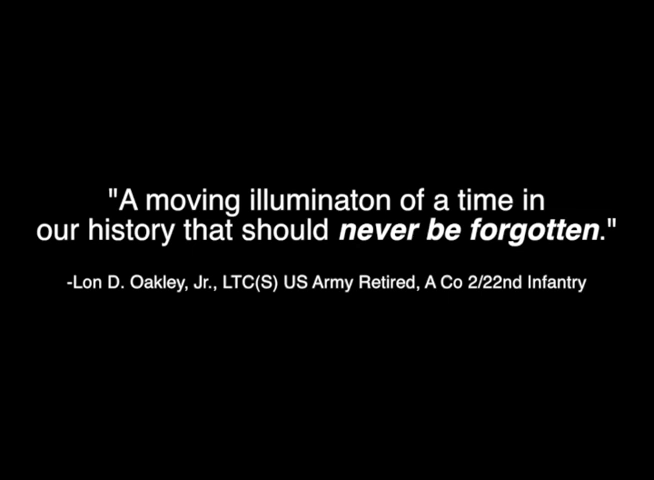 "A moving illuminaton of a time in
our history that should never be forgotten."
-Lon D. Oakley, Jr., LTC(S) US Army Retired, A Co 2/22nd Infantry